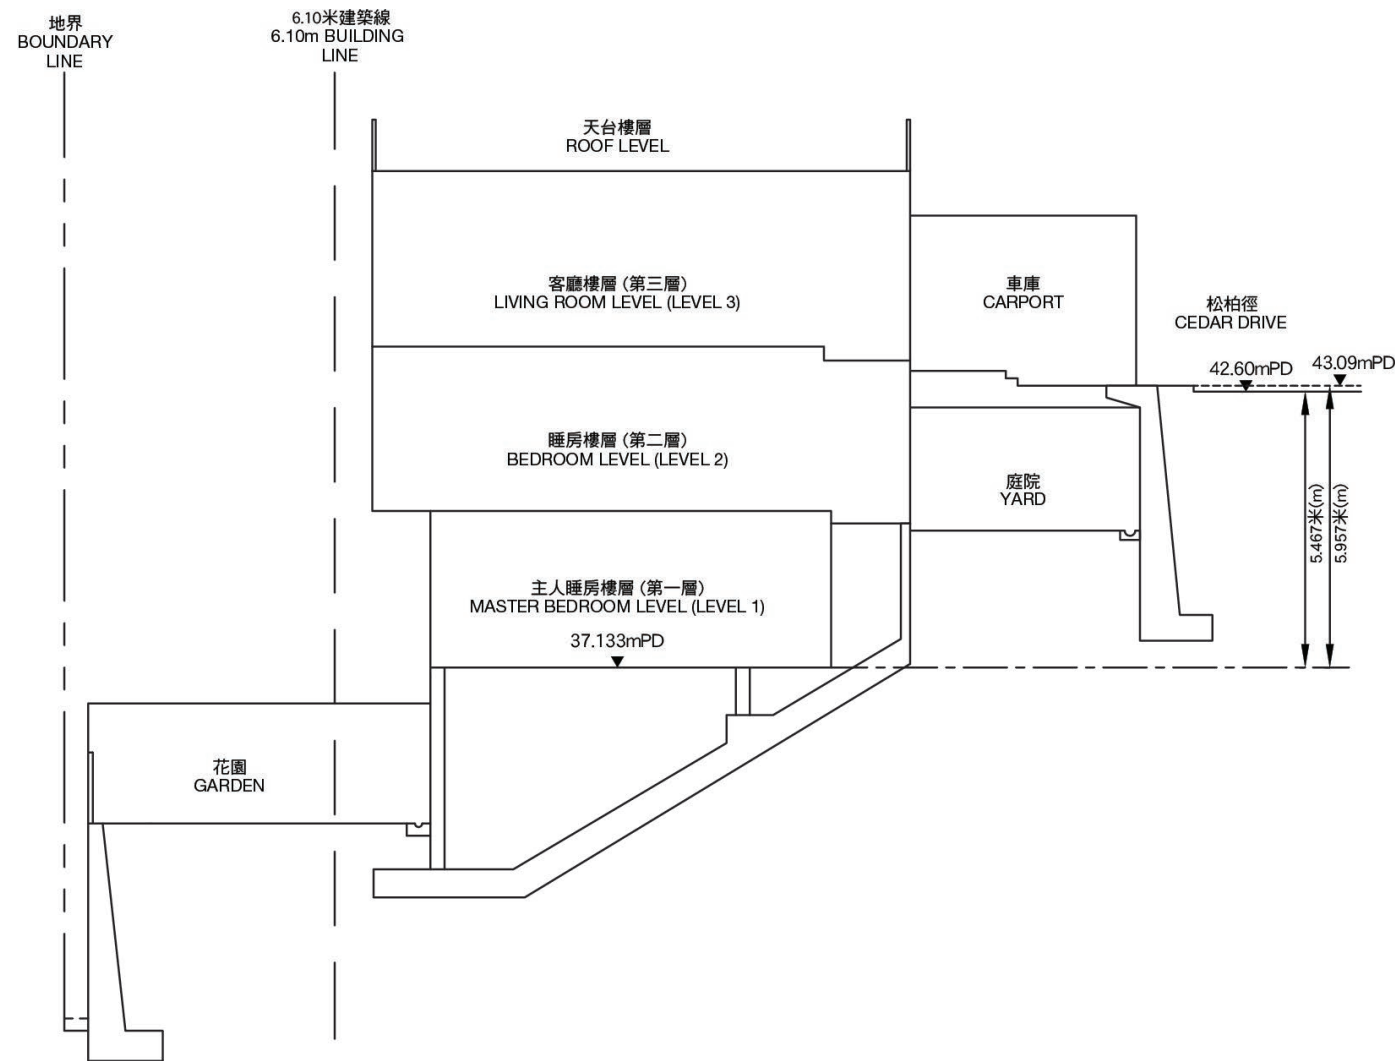 地界
BOUNDARY
LINE
6.10米建築線
6.10m BUILDING
LINE
天台樓層
ROOF LEVEL
客廳樓層 (第三層)
LIVING ROOM LEVEL (LEVEL 3)
車庫
CARPORT
松柏徑
CEDAR DRIVE
42.60mPD
43.09mPD
睡房樓層 (第二層)
BEDROOM LEVEL (LEVEL 2)
庭院
YARD
5.467米(m)
5.957米(m)
主人睡房樓層 (第一層)
MASTER BEDROOM LEVEL (LEVEL 1)
37.133mPD
花園
GARDEN